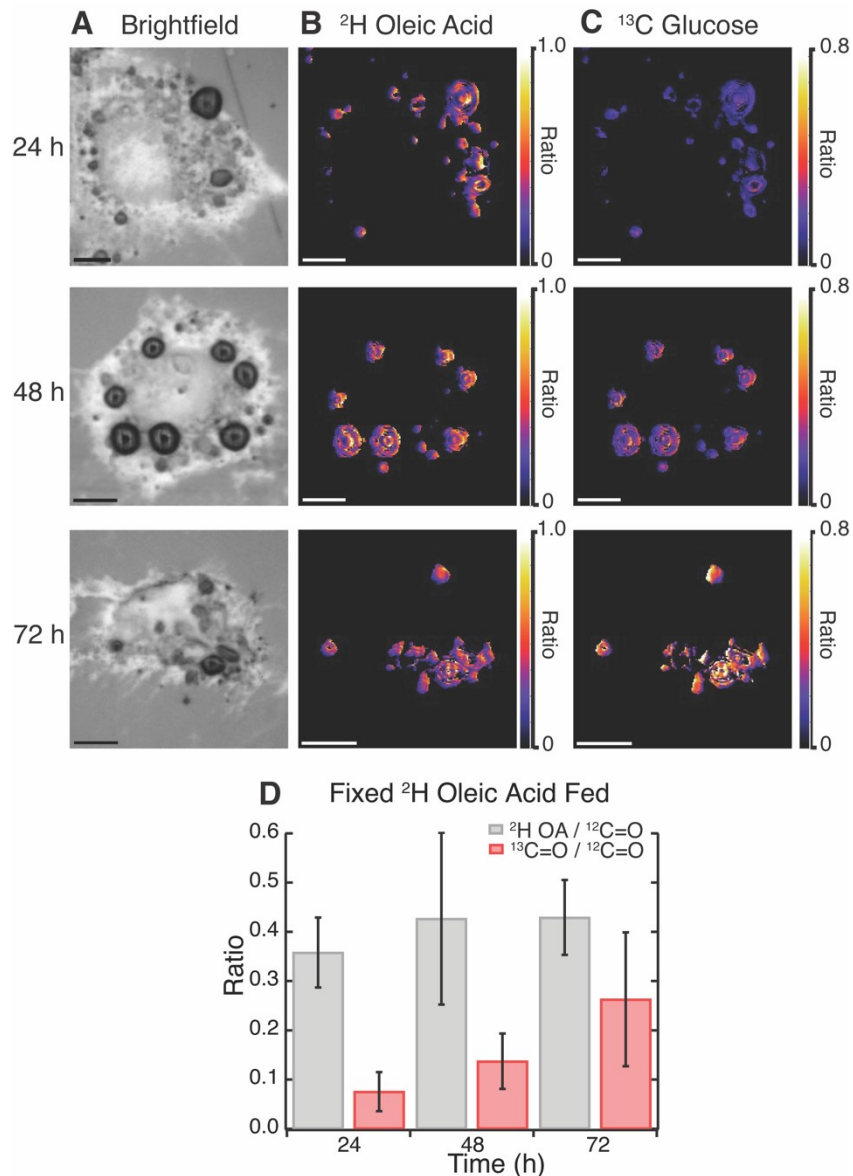 A Brightfield
B ²H Oleic Acid
C ¹³C Glucose
24 h
1.0
Ratio
0
0.8
Ratio
0
48 h
1.0
Ratio
0
0.8
Ratio
0
72 h
1.0
Ratio
0
0.8
Ratio
0
D Fixed ²H Oleic Acid Fed
²H OA / ¹²C=O
¹³C=O / ¹²C=O
0.6
0.5
0.4
0.3
0.2
0.1
0.0
Ratio
24 48 72
Time (h)